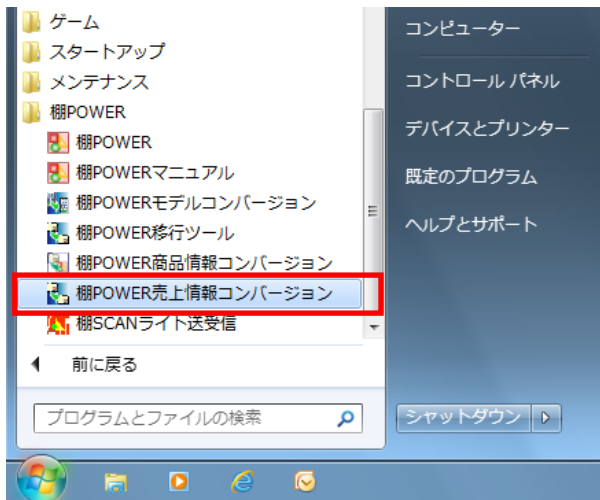 ゲーム
スタートアップ
メンテナンス
棚POWER
棚POWER
棚POWERマニュアル
棚POWERモデルコンバージョン
棚POWER移行ツール
棚POWER商品情報コンバージョン
棚POWER売上情報コンバージョン
棚SCANライト送受信
前に戻る
プログラムとファイルの検索
コンピューター
コントロール パネル
デバイスとプリンター
既定のプログラム
ヘルプとサポート
シャットダウン